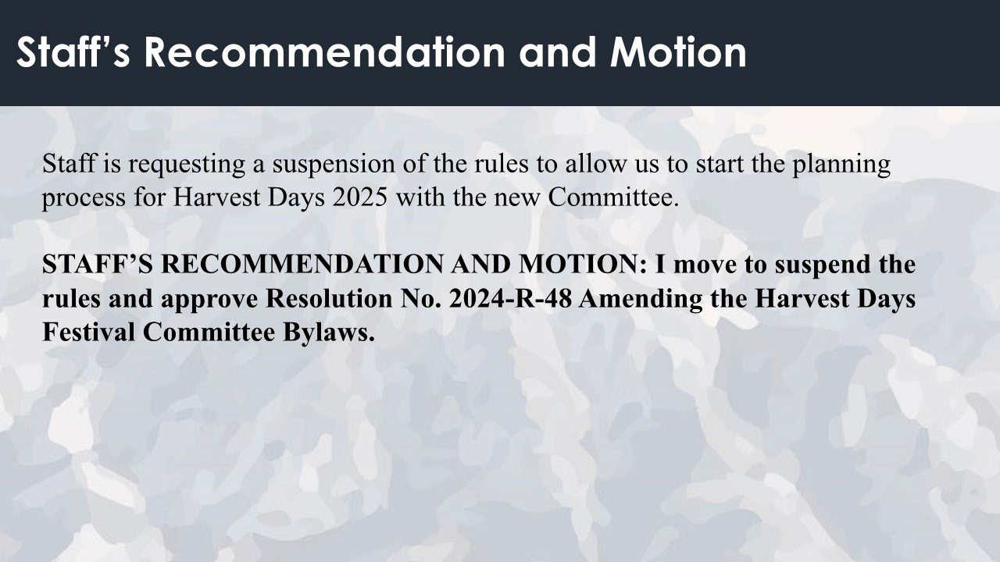 Staff’s Recommendation and Motion
Staff is requesting a suspension of the rules to allow us to start the planning
process for Harvest Days 2025 with the new Committee.
STAFF’S RECOMMENDATION AND MOTION: I move to suspend the
rules and approve Resolution No. 2024-R-48 Amending the Harvest Days
Festival Committee Bylaws.